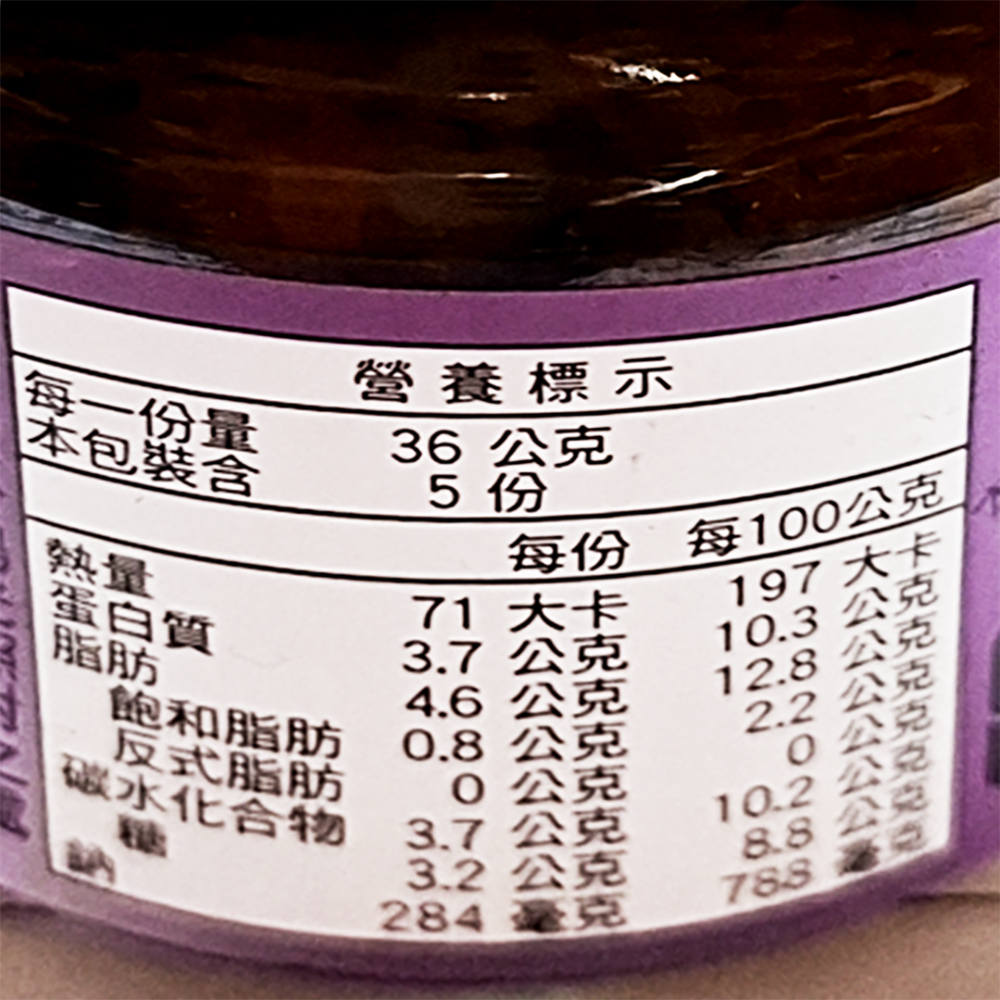 營養標示
每一份量 36 公克
本包裝含 5 份
每份 每100公克
熱量 71 大卡 197 大卡
蛋白質 3.7 公克 10.3 公克
脂肪 4.6 公克 12.8 公克
飽和脂肪 0.8 公克 2.2 公克
反式脂肪 0 公克 0 公克
碳水化合物 3.7 公克 10.2 公克
糖 3.2 公克 8.8 公克
鈉 284 毫克 788 毫克